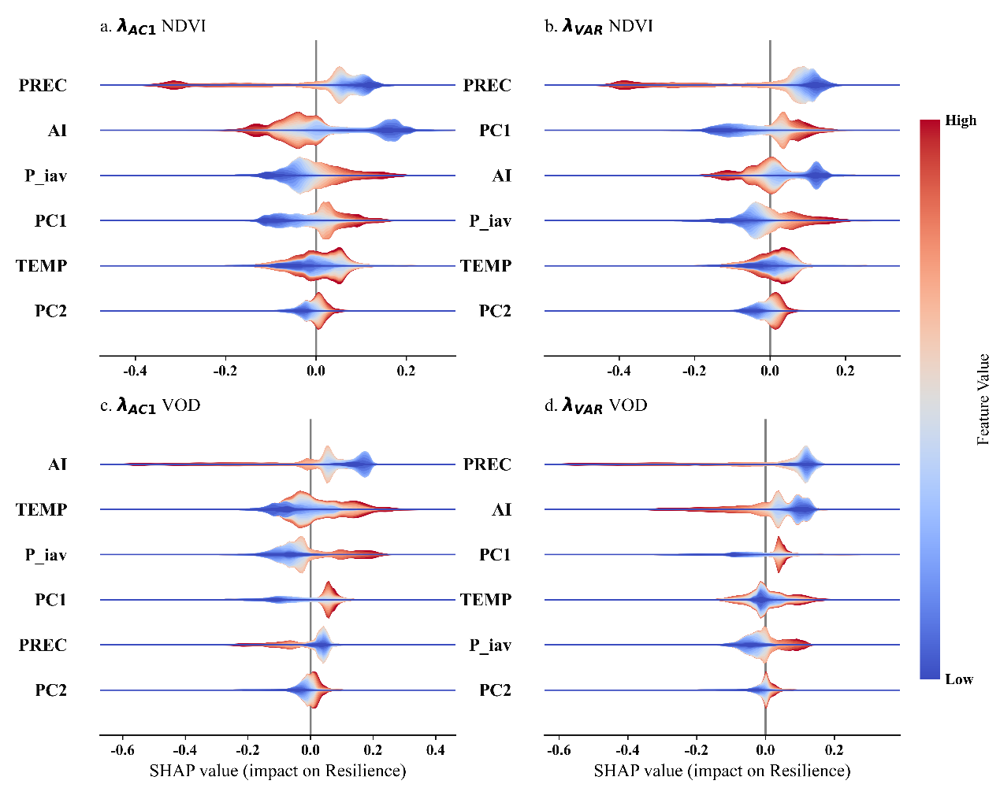 a. λAC1 NDVI
PREC
AI
P_iav
PC1
TEMP
PC2
-0.4 -0.2 0.0 0.2
b. λVAR NDVI
PREC
PC1
AI
P_iav
TEMP
PC2
-0.4 -0.2 0.0 0.2
c. λAC1 VOD
AI
TEMP
P_iav
PC1
PREC
PC2
-0.6 -0.4 -0.2 0.0 0.2 0.4
SHAP value (impact on Resilience)
d. λVAR VOD
PREC
AI
PC1
TEMP
P_iav
PC2
-0.6 -0.4 -0.2 0.0 0.2
SHAP value (impact on Resilience)
High
Feature Value
Low